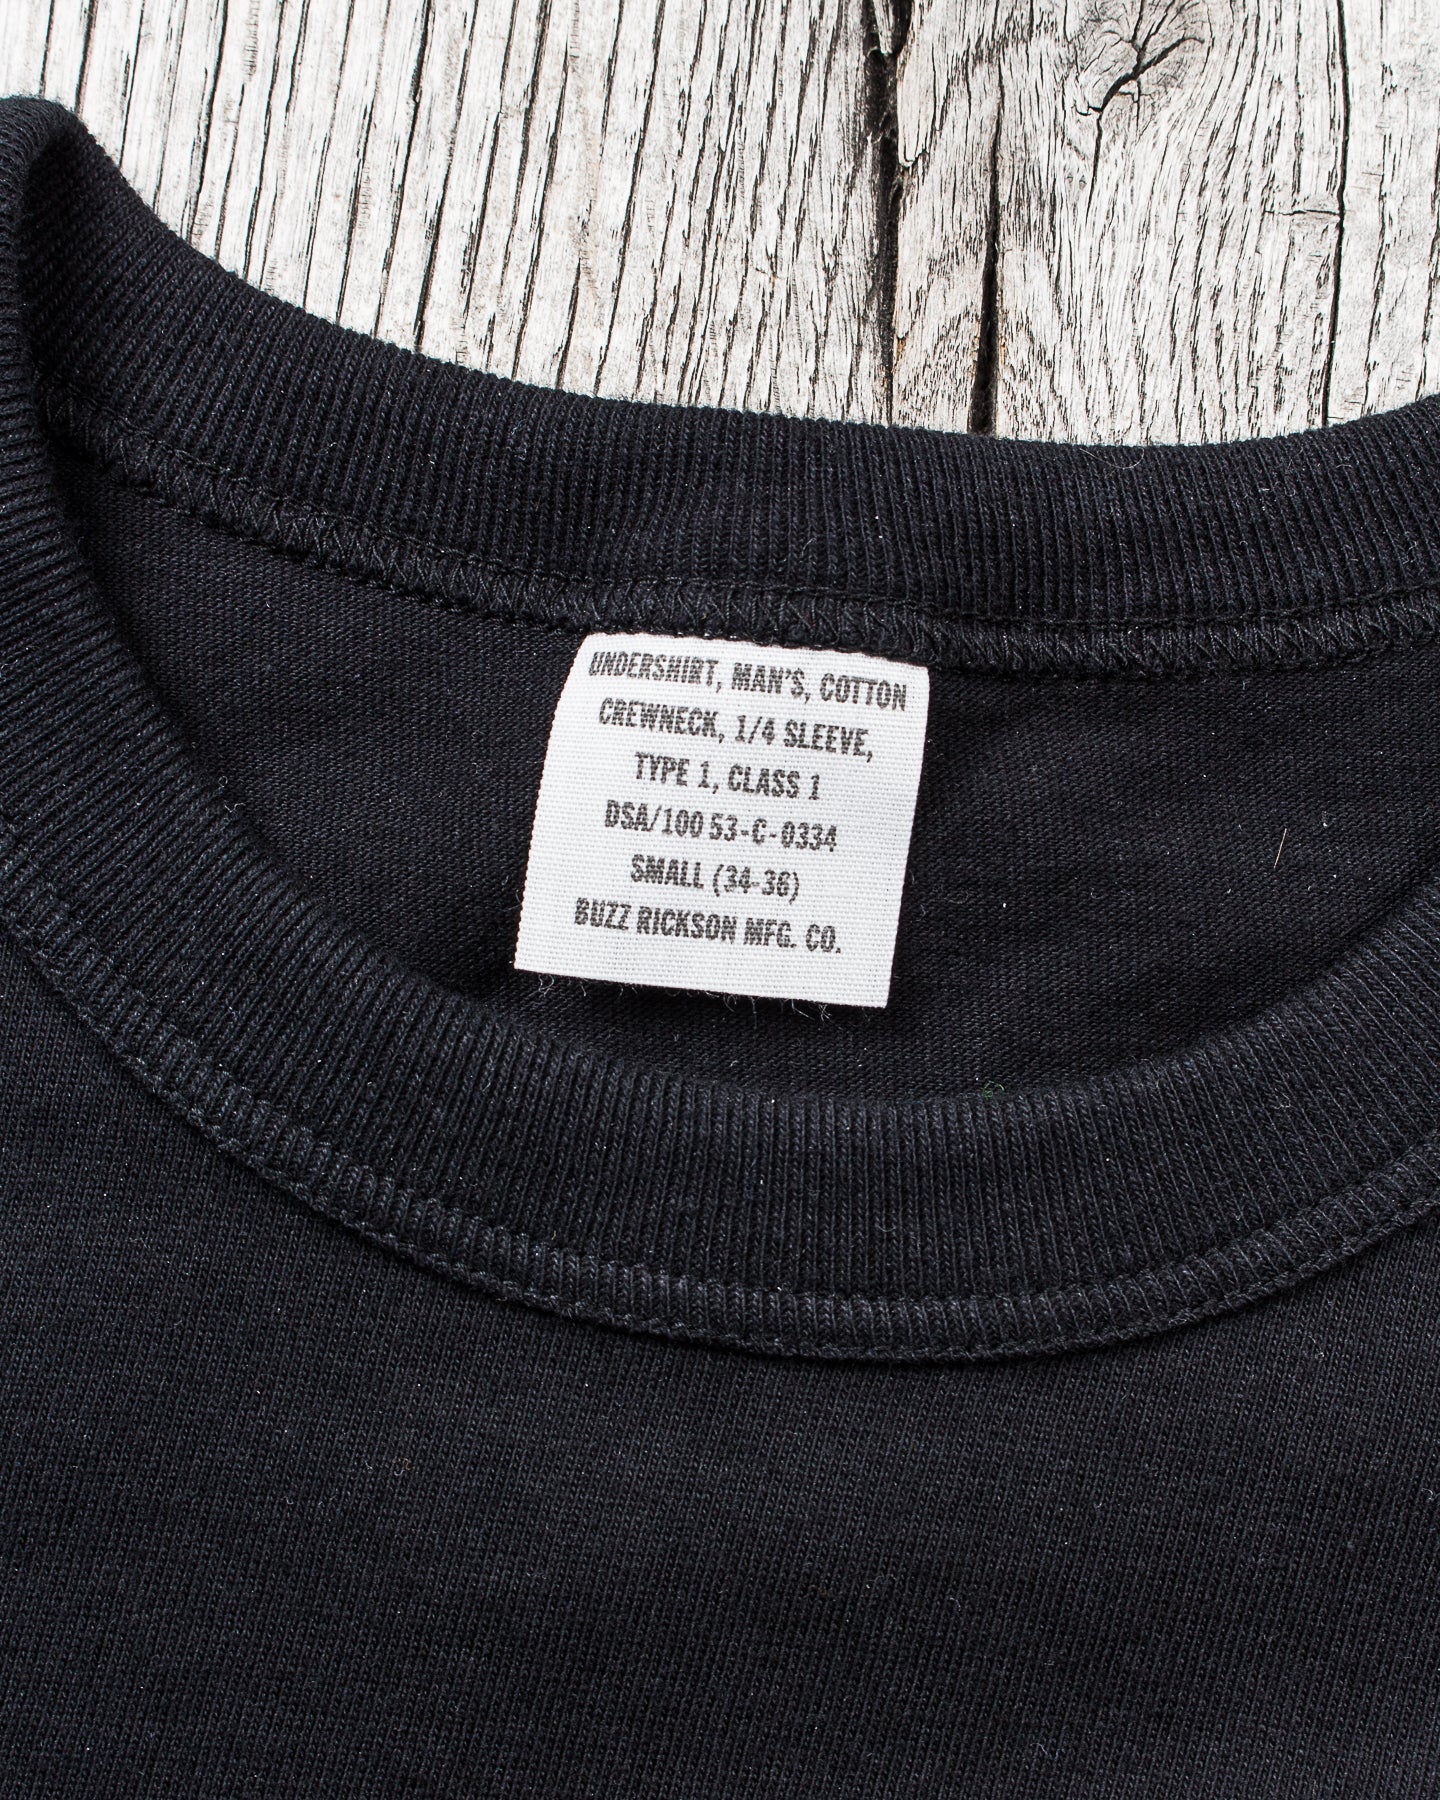 UNDERSHIRT, MAN'S, COTTON
CREWNECK, 1/4 SLEEVE,
TYPE 1, CLASS 1
DSA/100 53-C-0334
SMALL (34-36)
BUZZ RICKSON MFG. CO.